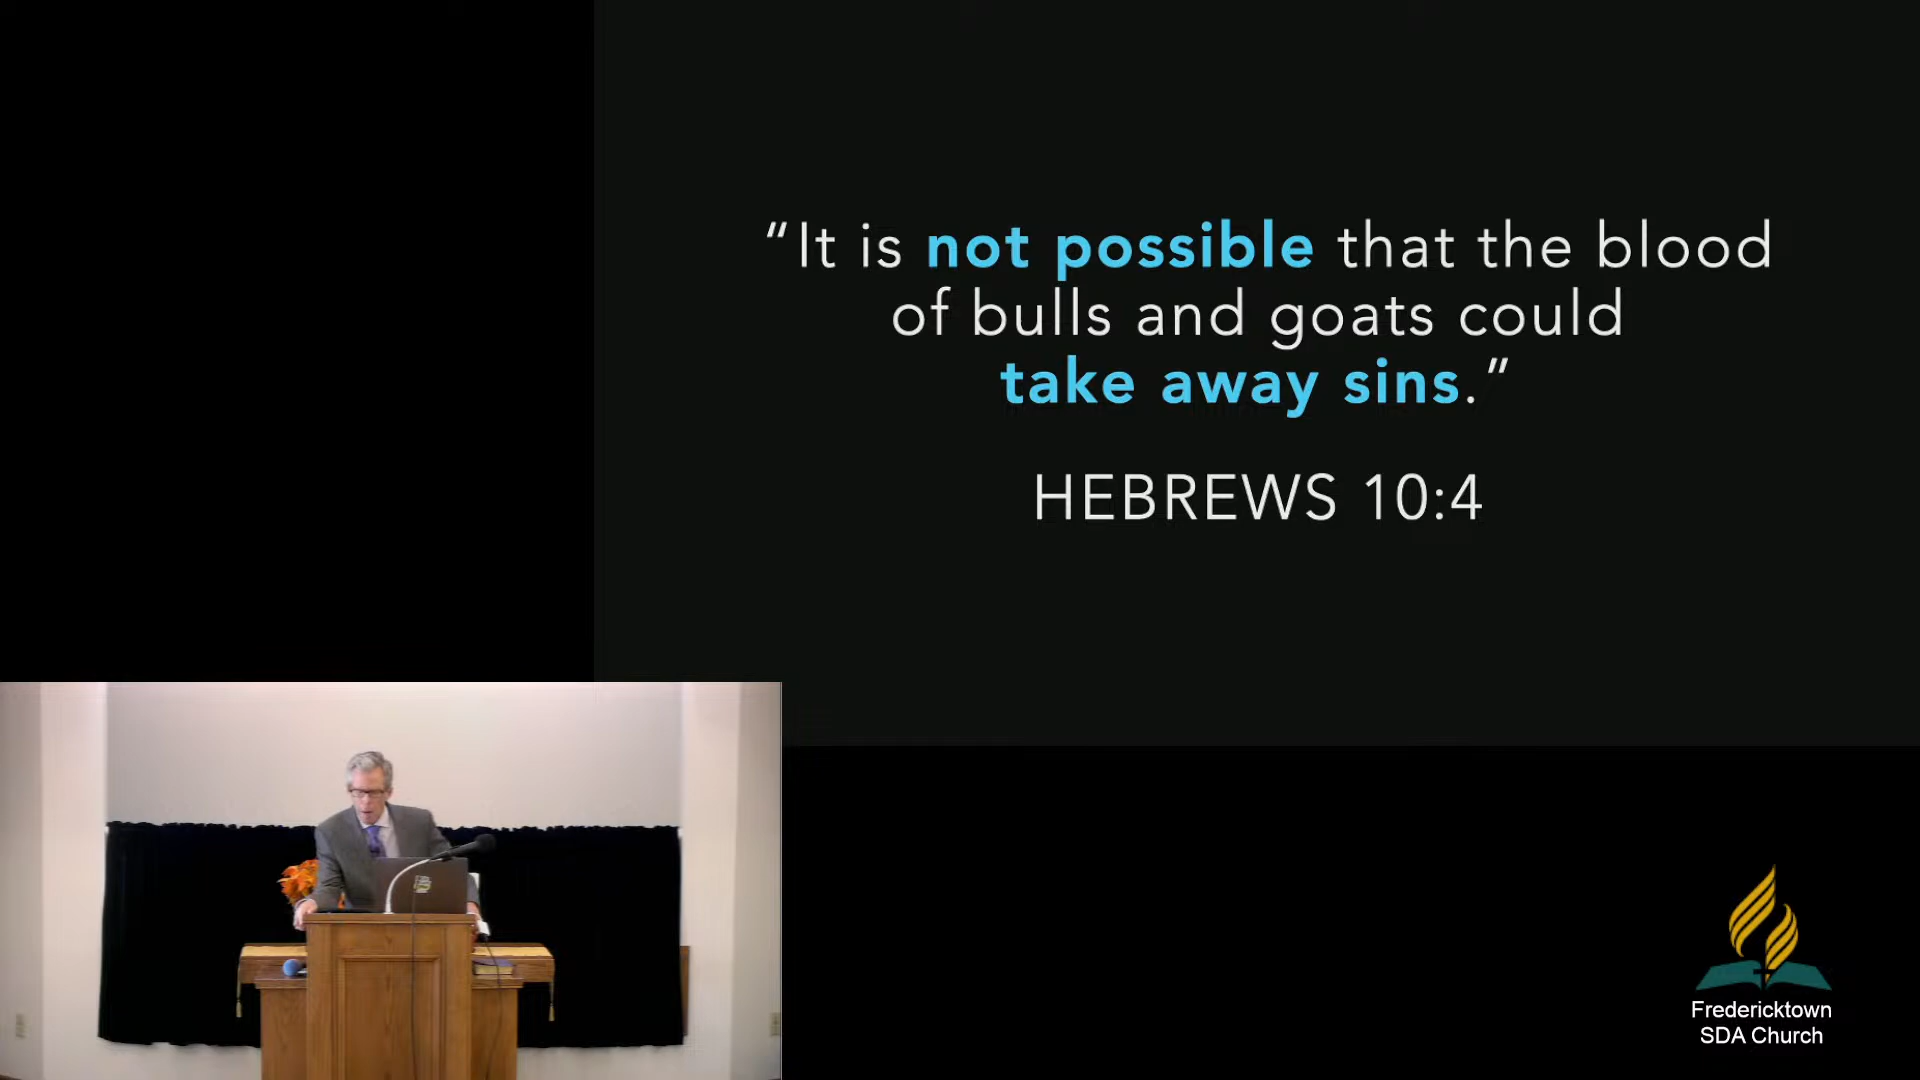 “It is not possible that the blood
of bulls and goats could
take away sins.”
HEBREWS 10:4
Fredericktown
SDA Church